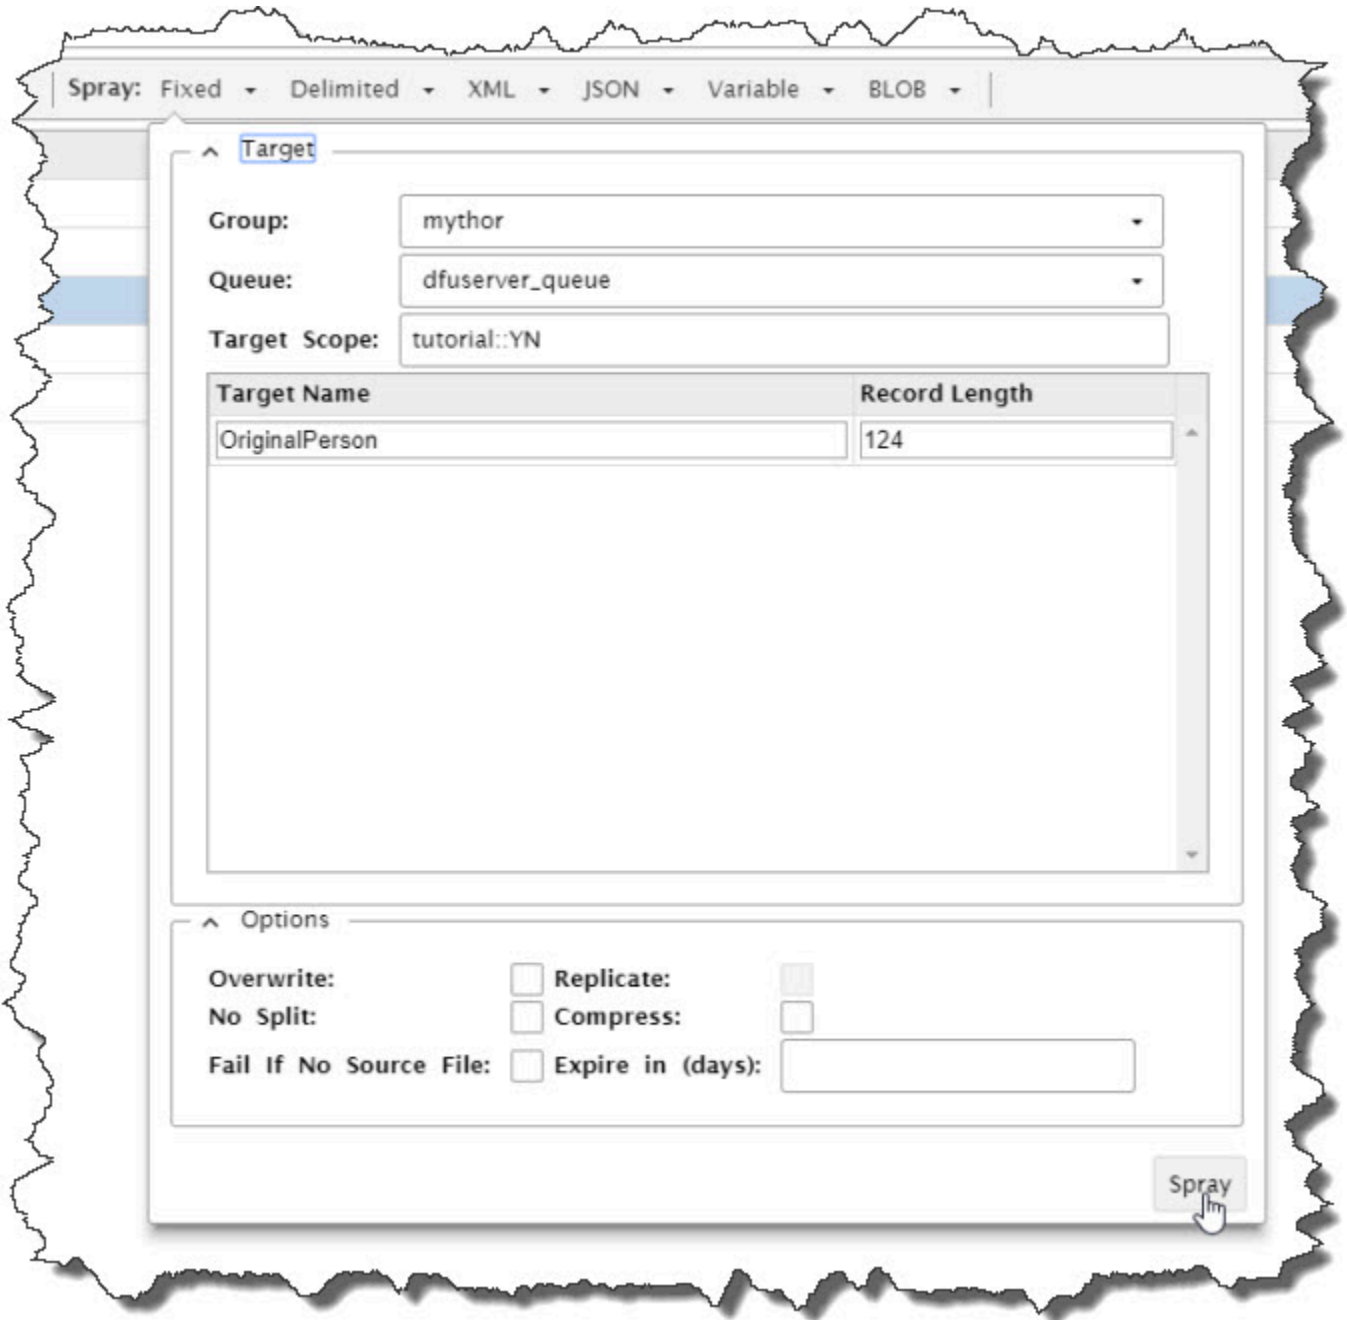 Spray: Fixed Delimited XML JSON Variable BLOB
Target
Group: mythor
Queue: dfuserver_queue
Target Scope: tutorial::YN
Target Name Record Length
OriginalPerson 124
Options
Overwrite: Replicate:
No Split: Compress:
Fail If No Source File: Expire in (days):
Spray